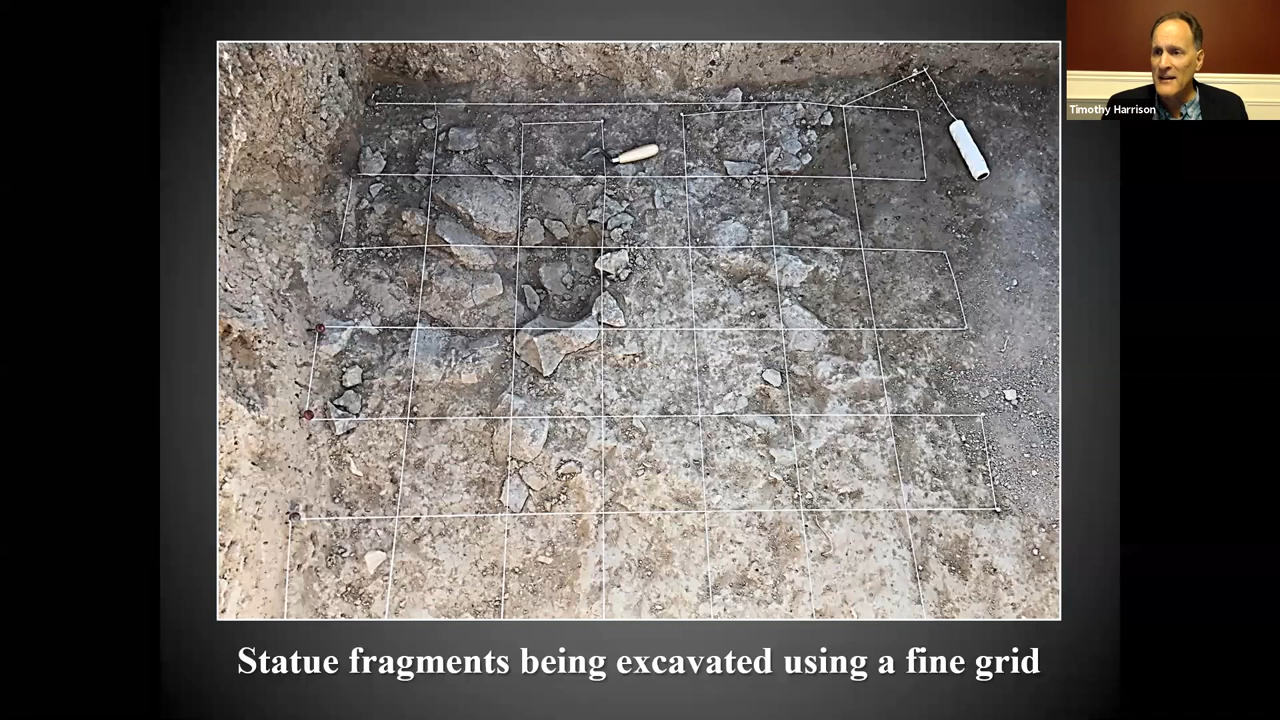 Timothy Harrison
Statue fragments being excavated using a fine grid